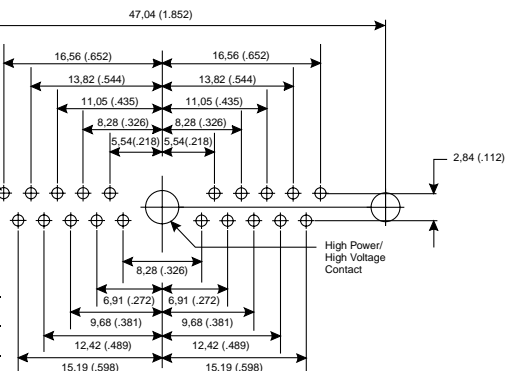 47,04 (1.852)
16,56 (.652) 16,56 (.652)
13,82 (.544) 13,82 (.544)
11,05 (.435) 11,05 (.435)
8,28 (.326) 8,28 (.326)
5,54(.218) 5,54(.218)
2,84 (.112)
High Power/
High Voltage
Contact
8,28 (.326)
6,91 (.272) 6,91 (.272)
9,68 (.381) 9,68 (.381)
12,42 (.489) 12,42 (.489)
15,19 (.598) 15,19 (.598)